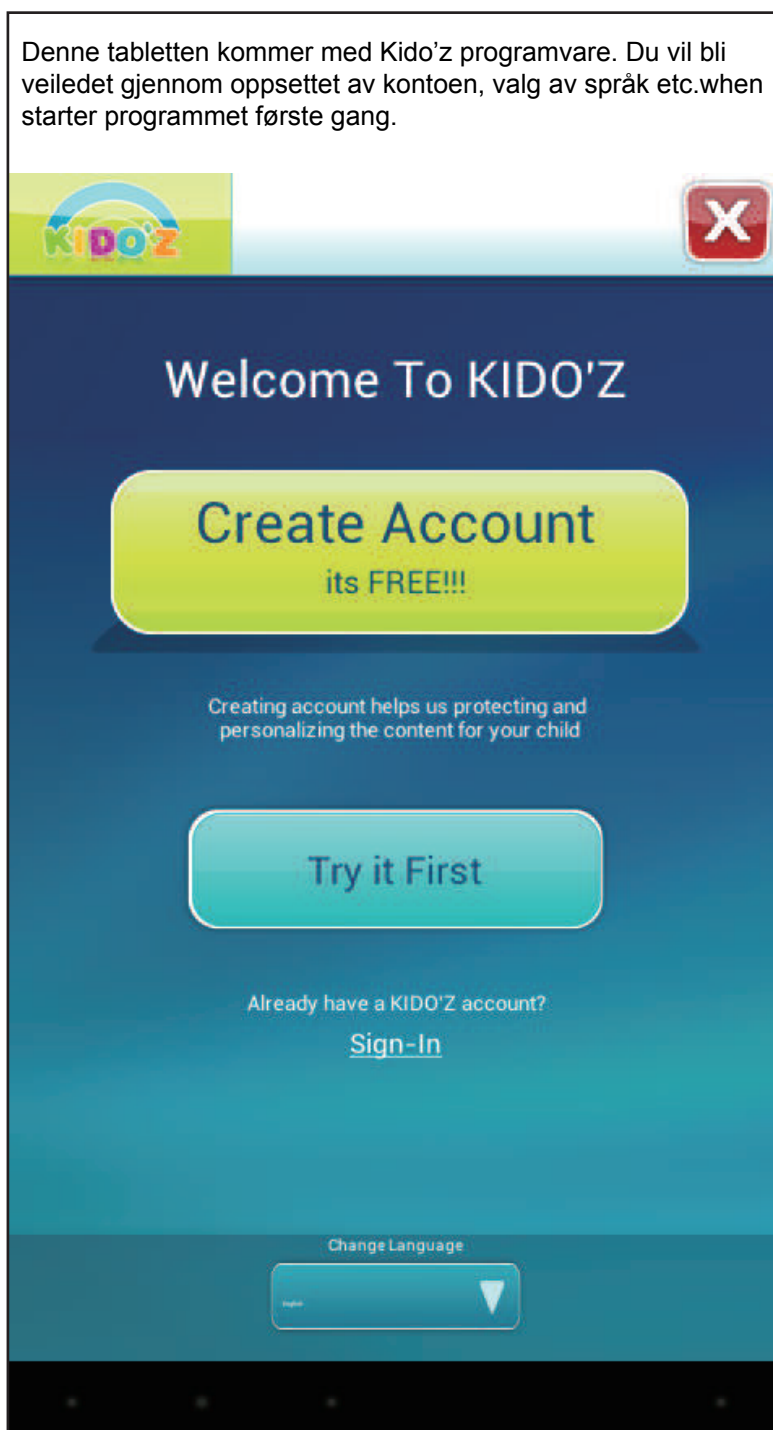 Denne tabletten kommer med Kido’z programvare. Du vil bli
veiledet gjennom oppsettet av kontoen, valg av språk etc.when
starter programmet første gang.
KIDO'Z
X
Welcome To KIDO'Z
Create Account
its FREE!!!
Creating account helps us protecting and
personalizing the content for your child
Try it First
Already have a KIDO'Z account?
Sign-In
Change Language
English